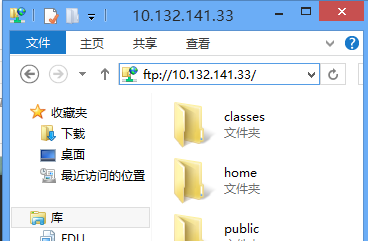 10.132.141.33
文件
主页
共享
查看
ftp://10.132.141.33/
收藏夹
下载
桌面
最近访问的位置
库
EDU
classes
文件夹
home
文件夹
public